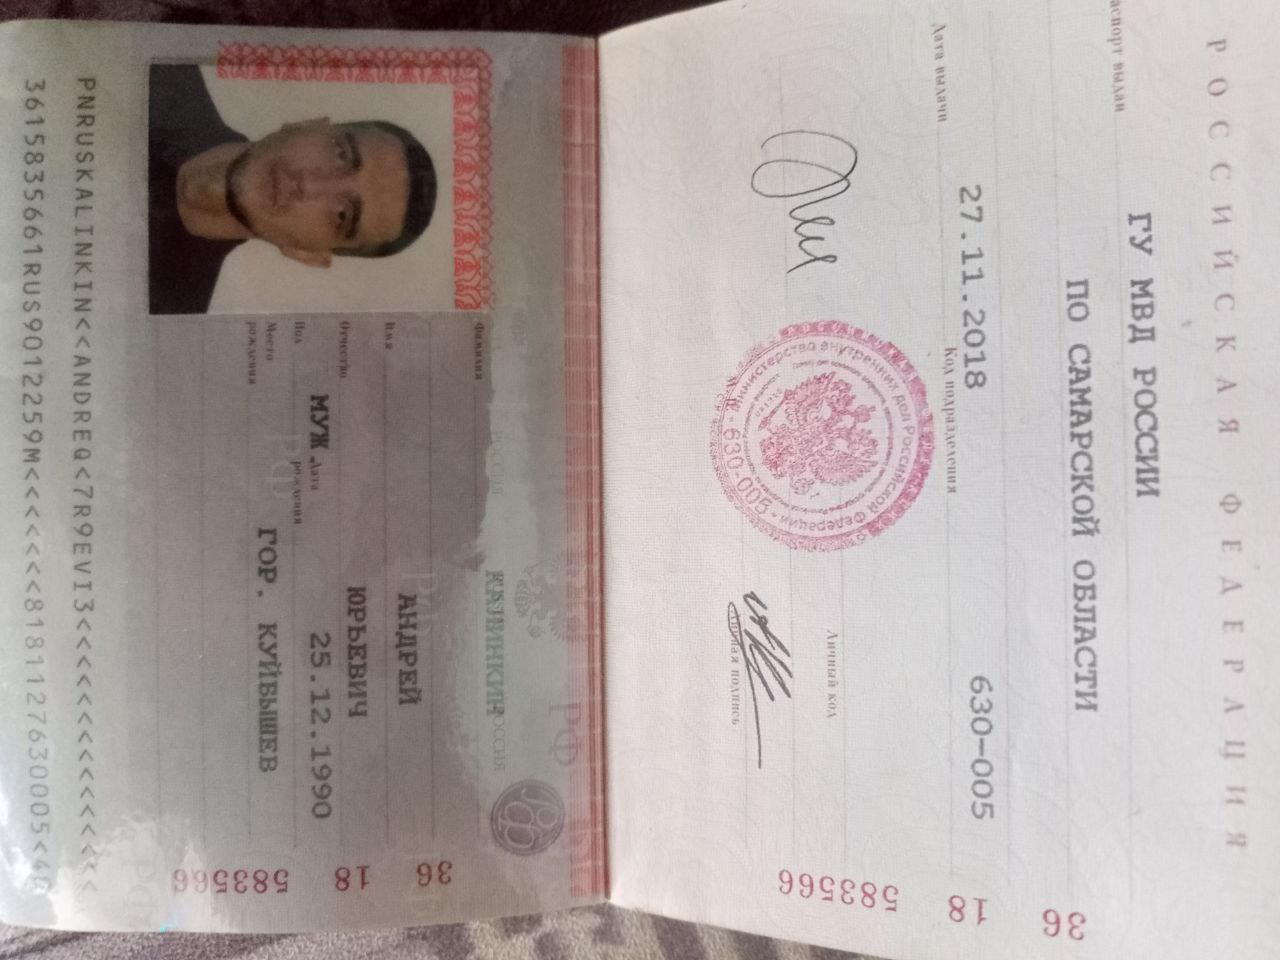 РОССИЙСКАЯ ФЕДЕРАЦИЯ
Паспорт выдан
ГУ МВД РОССИИ
ПО САМАРСКОЙ ОБЛАСТИ
Дата выдачи
27.11.2018
Код подразделения
630-005
Личный код
Личная подпись
Министерство внутренних дел Российской Федерации
630-005
36 18 583566
Фамилия
КАЛИНКИН
Имя
АНДРЕЙ
Отчество
ЮРЬЕВИЧ
Пол
МУЖ.
Дата рождения
25.12.1990
Место рождения
ГОР. КУЙБЫШЕВ
36 18 583566
PNRUSKALINKIN<<ANDREQ<7R9EVI3<<<<<<<<<<<<<<
3615835661RUS9012259M<<<<<<<8181127630005<40